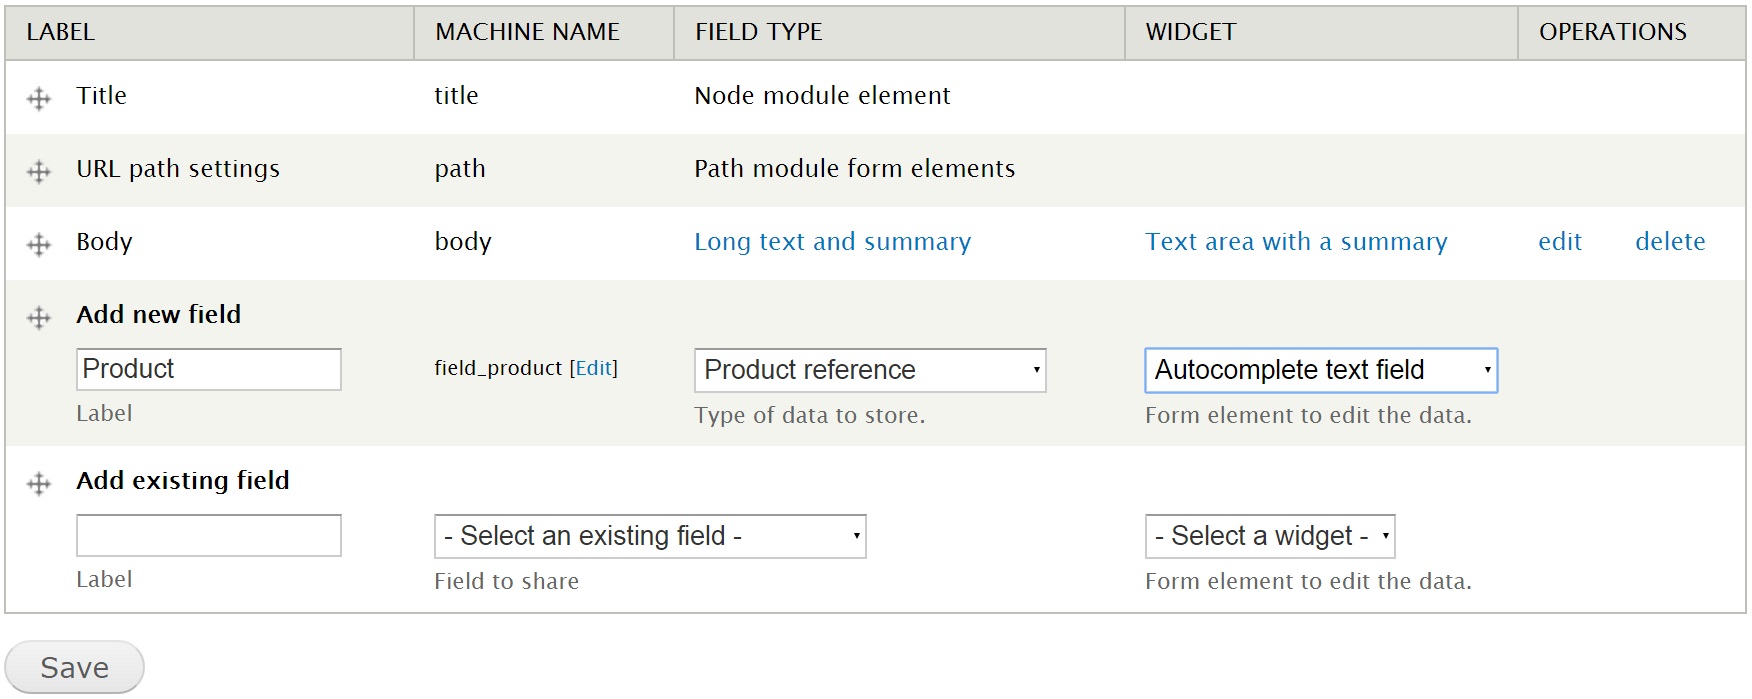 LABEL MACHINE NAME FIELD TYPE WIDGET OPERATIONS
Title title Node module element
URL path settings path Path module form elements
Body body Long text and summary Text area with a summary edit delete
Add new field
Product field_product [Edit] Product reference Autocomplete text field
Label Type of data to store. Form element to edit the data.
Add existing field
- Select an existing field - - Select a widget -
Label Field to share Form element to edit the data.
Save